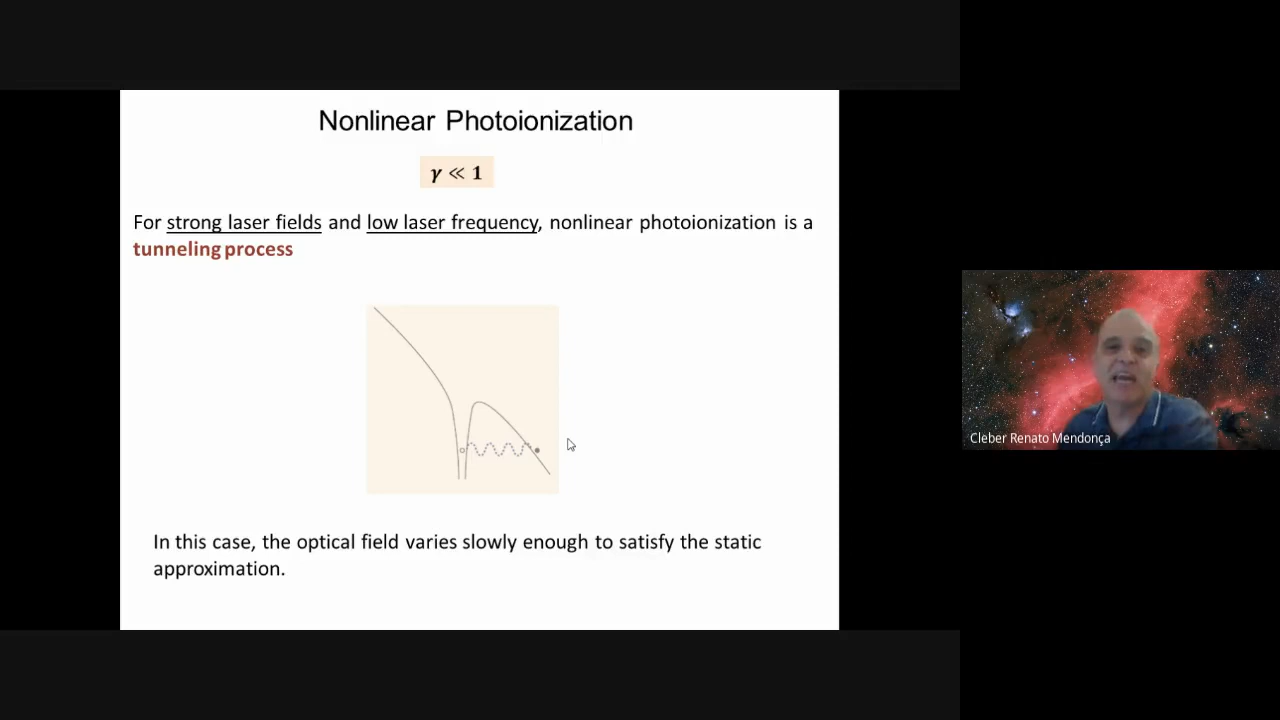 Nonlinear Photoionization
γ ≪ 1
For strong laser fields and low laser frequency, nonlinear photoionization is a
tunneling process
In this case, the optical field varies slowly enough to satisfy the static
approximation.
Cleber Renato Mendonça